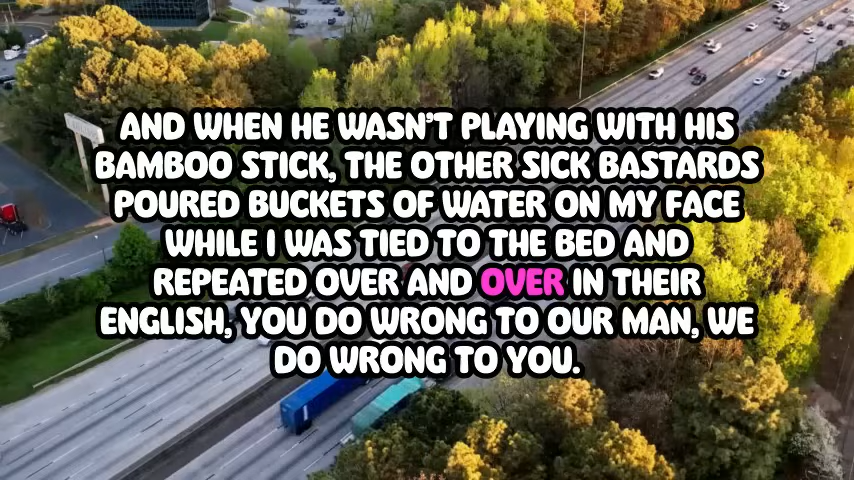 AND WHEN HE WASN'T PLAYING WITH HIS
BAMBOO STICK, THE OTHER SICK BASTARDS
POURED BUCKETS OF WATER ON MY FACE
WHILE I WAS TIED TO THE BED AND
REPEATED OVER AND OVER IN THEIR
ENGLISH, YOU DO WRONG TO OUR MAN, WE
DO WRONG TO YOU.